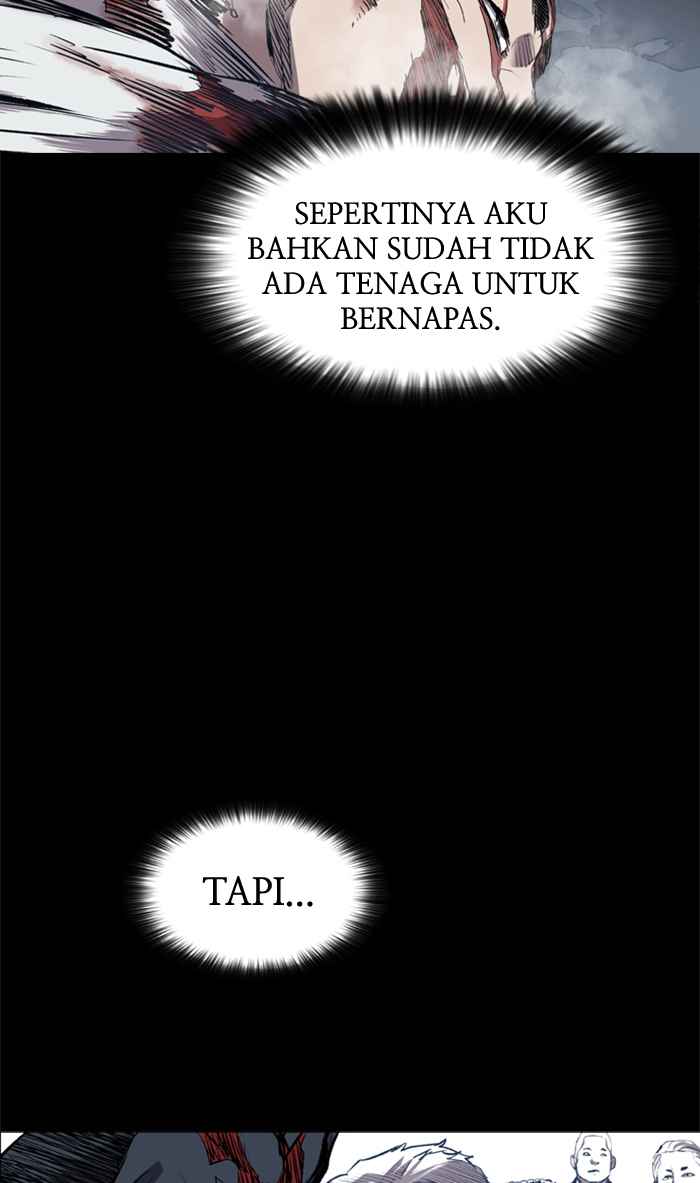 SEPERTINYA AKU
BAHKAN SUDAH TIDAK
ADA TENAGA UNTUK
BERNAPAS.
TAPI...